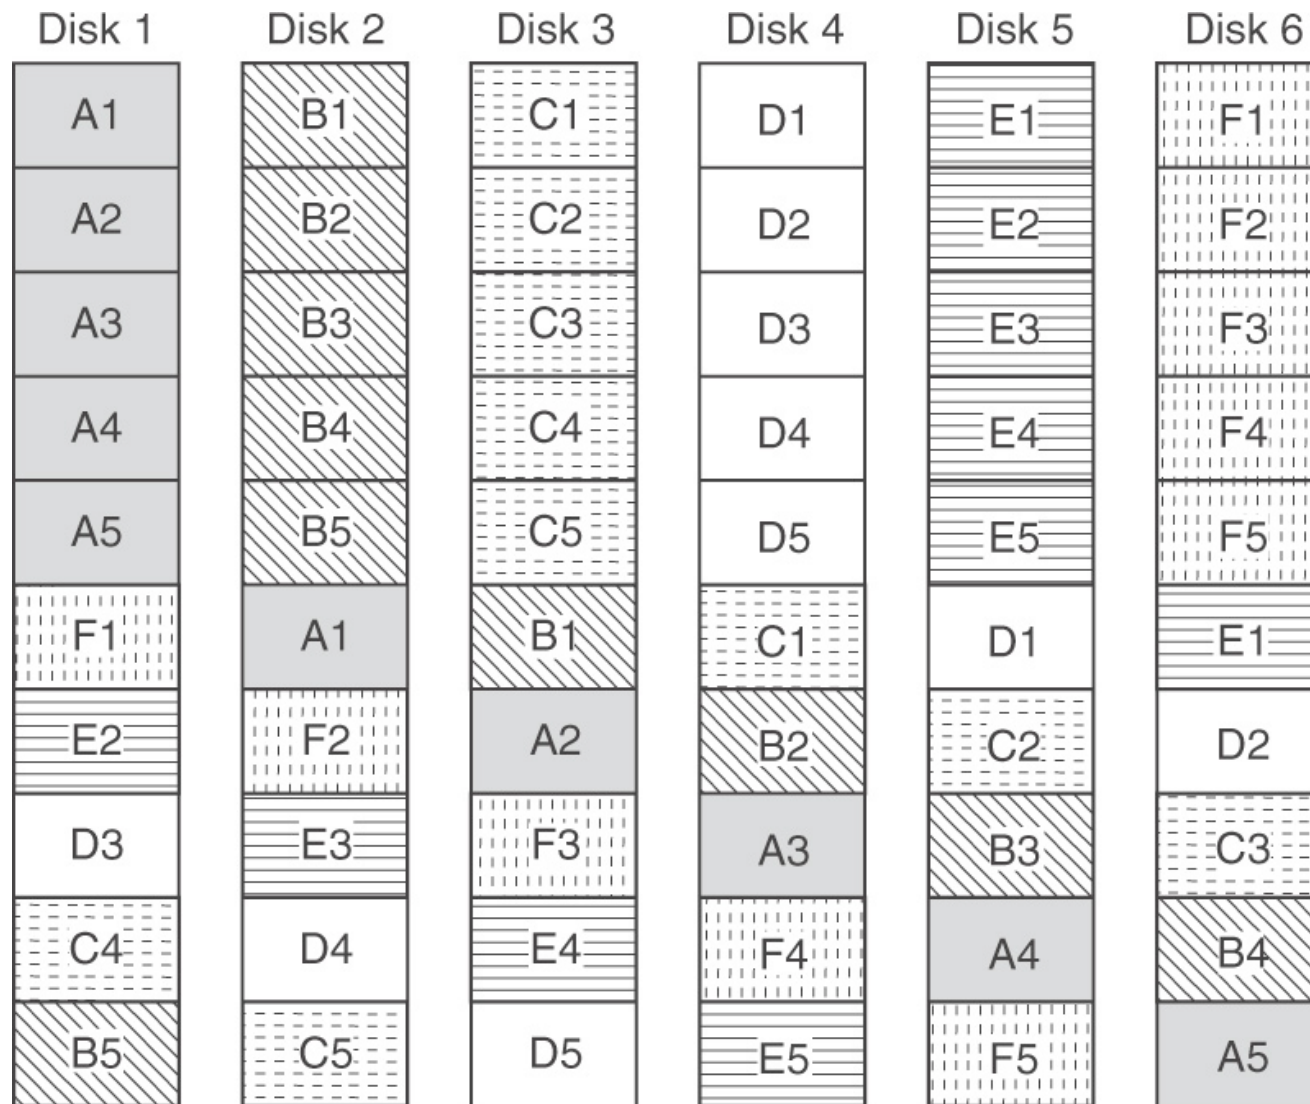 Disk 1 Disk 2 Disk 3 Disk 4 Disk 5 Disk 6
A1 B1 C1 D1 E1 F1
A2 B2 C2 D2 E2 F2
A3 B3 C3 D3 E3 F3
A4 B4 C4 D4 E4 F4
A5 B5 C5 D5 E5 F5
F1 A1 B1 C1 D1 E1
E2 F2 A2 B2 C2 D2
D3 E3 F3 A3 B3 C3
C4 D4 E4 F4 A4 B4
B5 C5 D5 E5 F5 A5